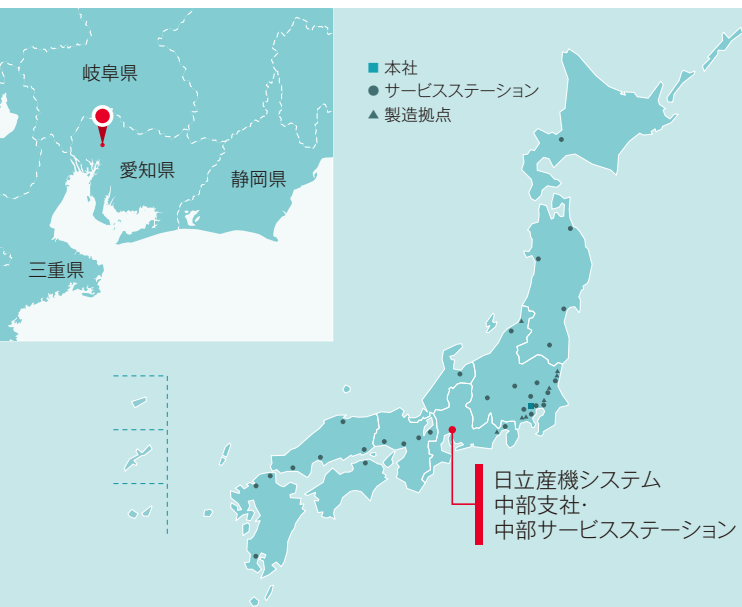 岐阜県
愛知県
静岡県
三重県
本社
サービスステーション
製造拠点
日立産機システム
中部支社・
中部サービスステーション